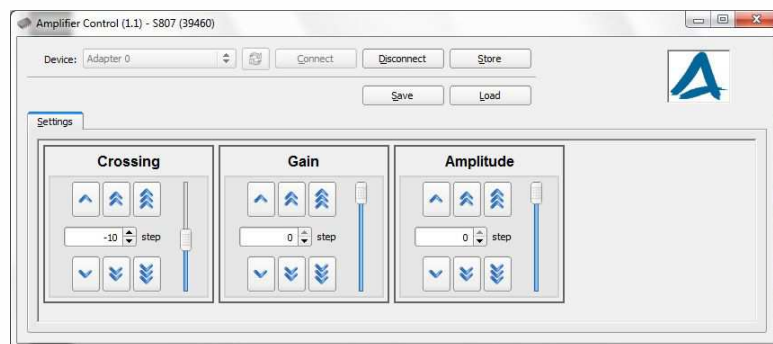 Amplifier Control (1.1) - S807 (39460)
Device: Adapter 0 Connect Disconnect Store
Save Load
Settings
Crossing Gain Amplitude
-10 step 0 step 0 step